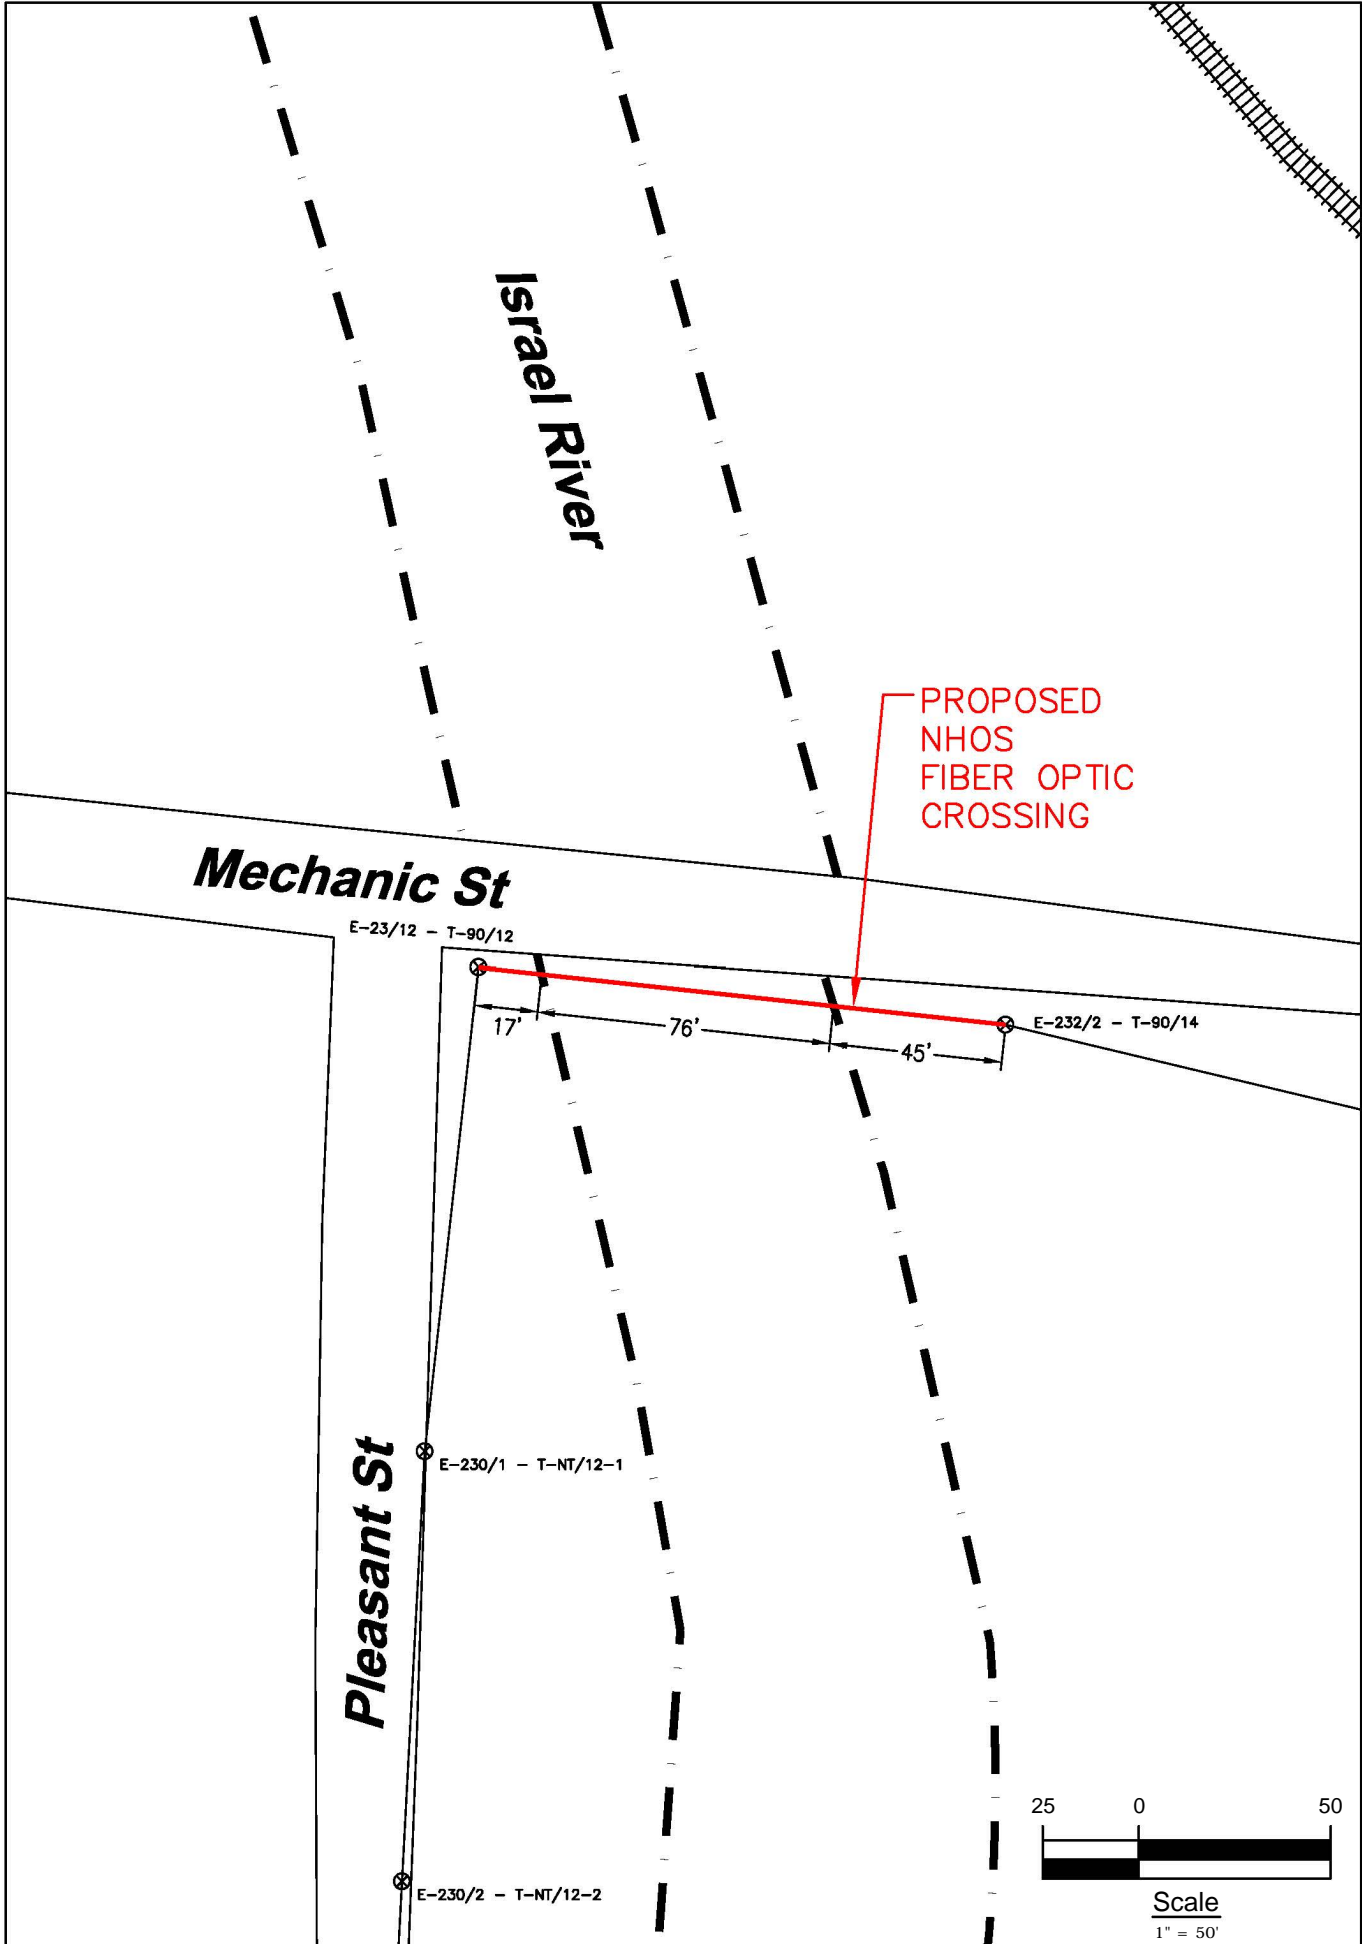 Israel River
PROPOSED
NHOS
FIBER OPTIC
CROSSING
Mechanic St
E-23/12 - T-90/12
17'
76'
45'
E-232/2 - T-90/14
Pleasant St
E-230/1 - T-NT/12-1
E-230/2 - T-NT/12-2
25 0 50
Scale
1" = 50'